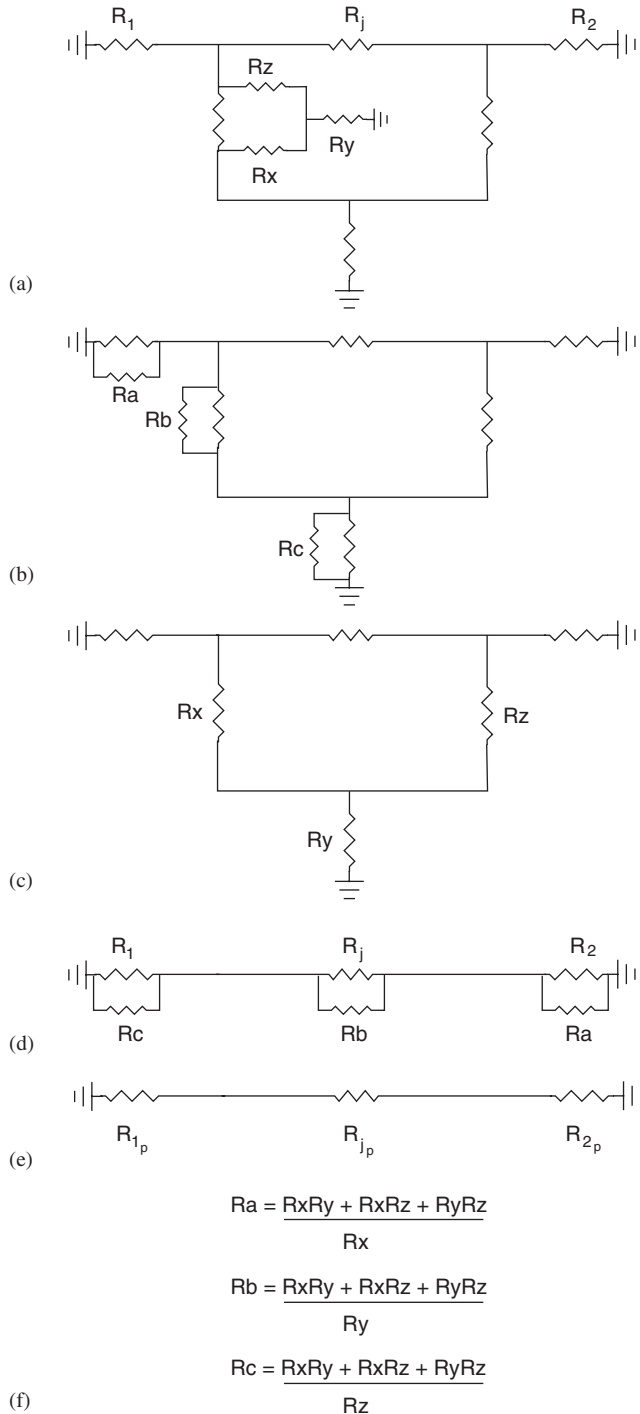 R1 Rj R2
Rz
Ry
Rx
(a)
Ra
Rb
Rc
(b)
Rx Rz
Ry
(c)
R1 Rj R2
Rc Rb Ra
(d)
R1p Rjp R2p
(e)
Ra = RxRy + RxRz + RyRz
Rx
Rb = RxRy + RxRz + RyRz
Ry
Rc = RxRy + RxRz + RyRz
Rz
(f)